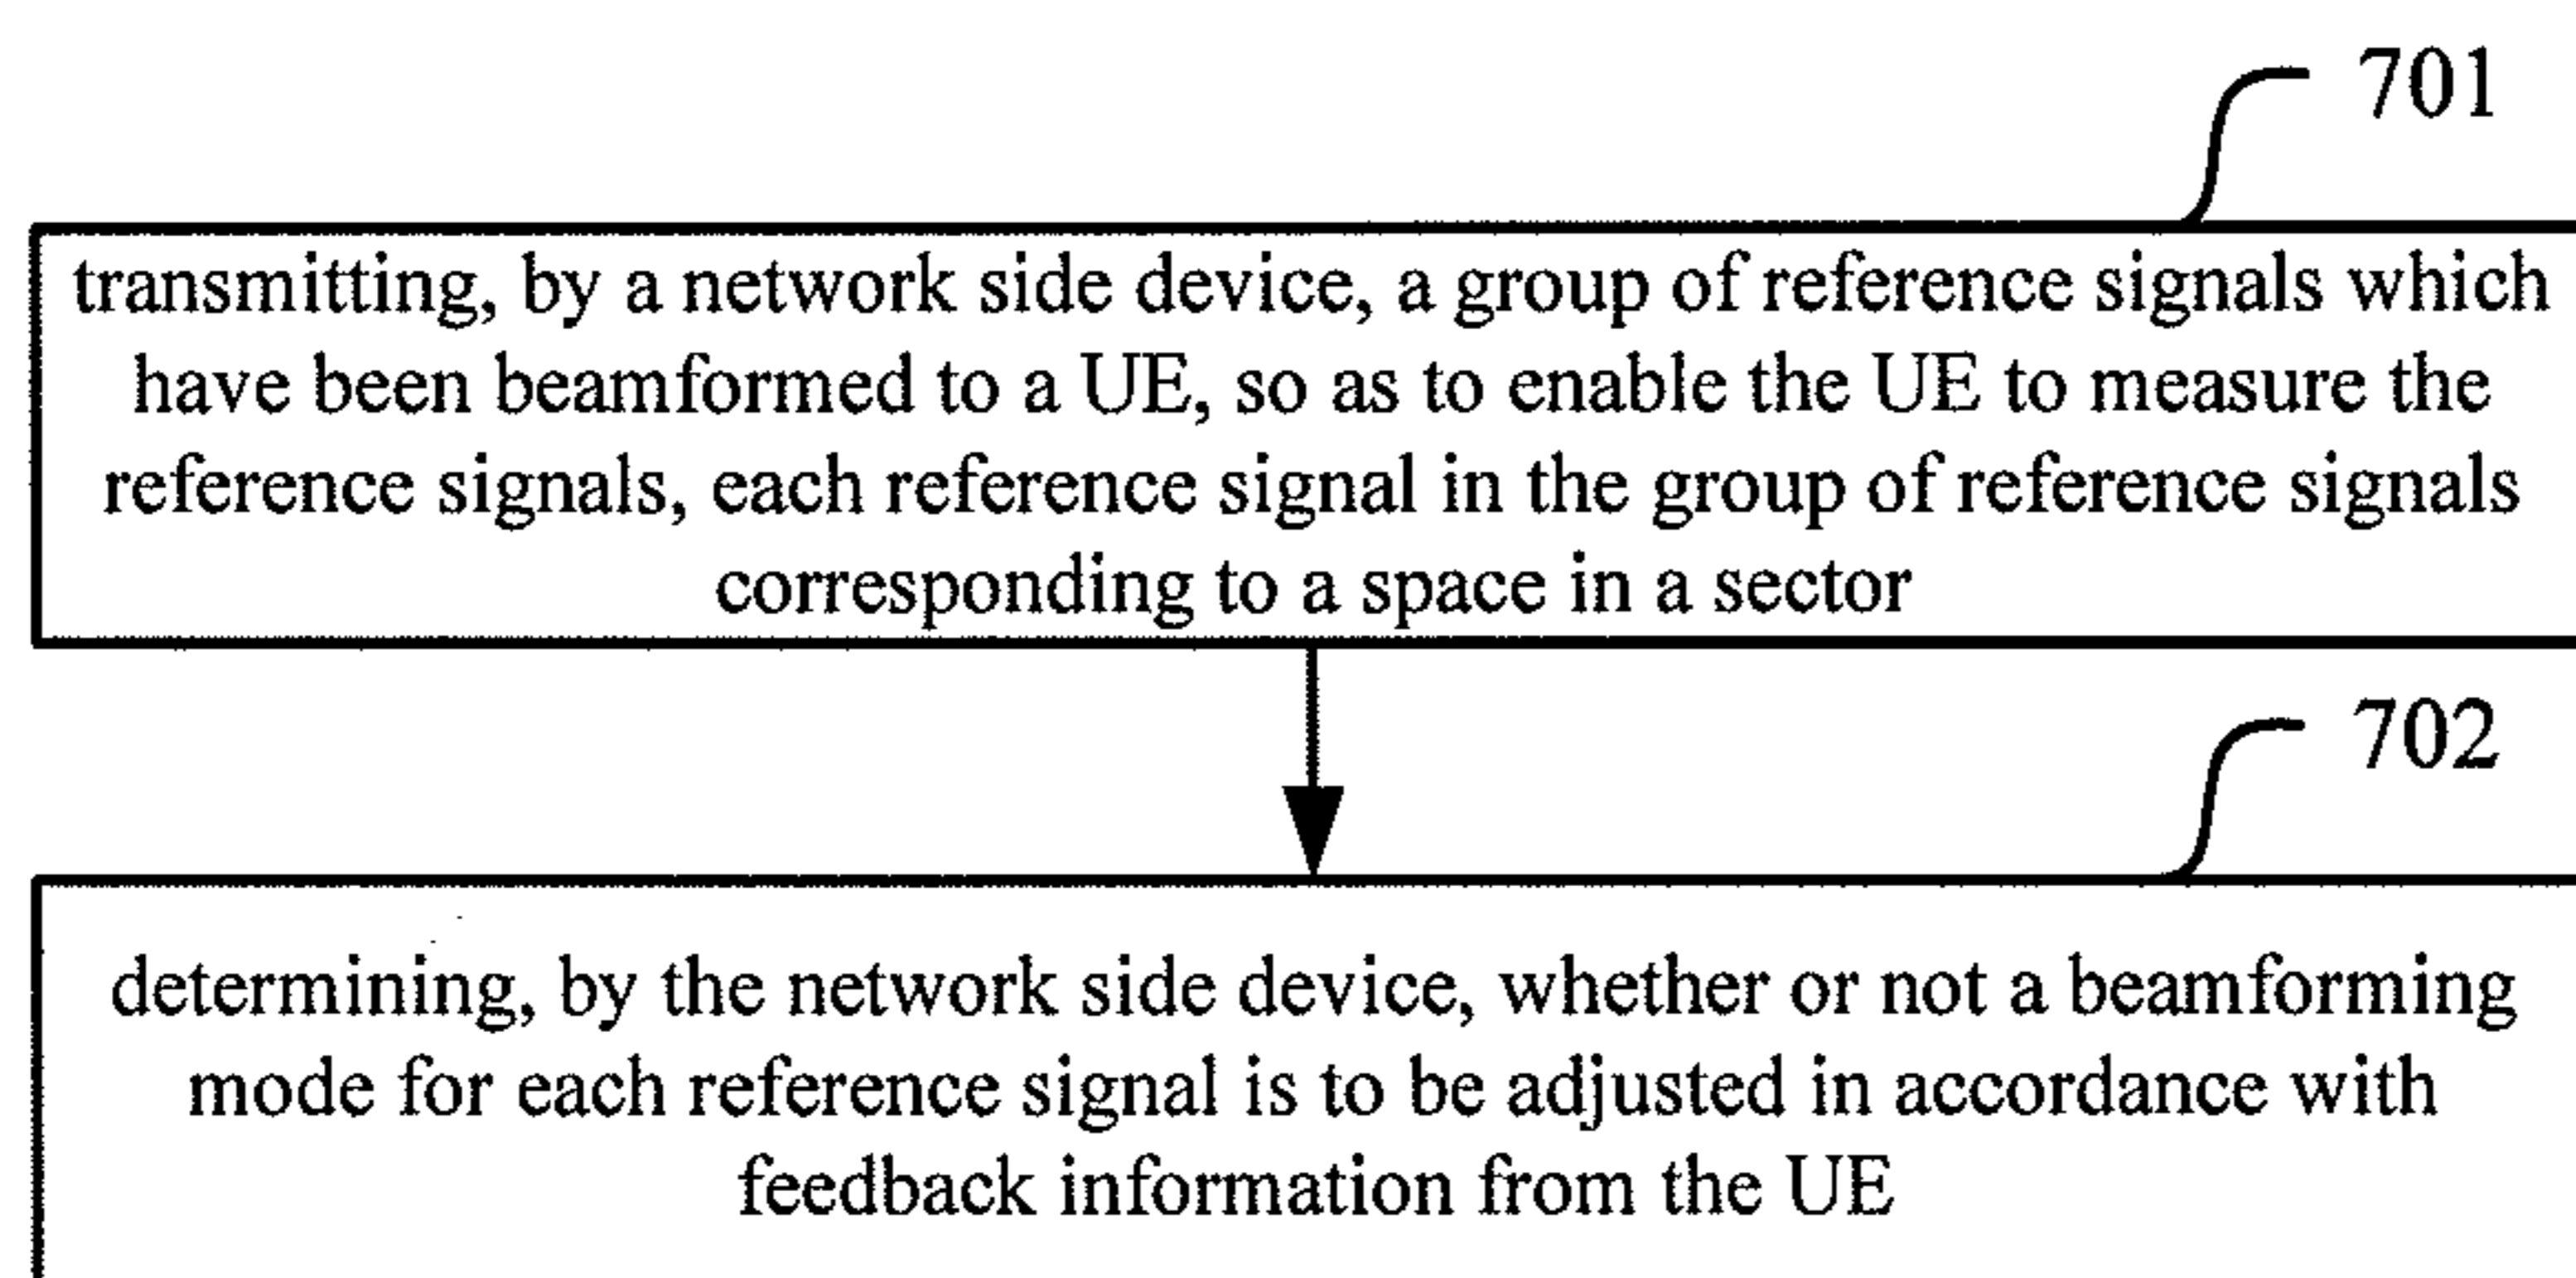 701
transmitting, by a network side device, a group of reference signals which
have been beamformed to a UE, so as to enable the UE to measure the
reference signals, each reference signal in the group of reference signals
corresponding to a space in a sector
702
determining, by the network side device, whether or not a beamforming
mode for each reference signal is to be adjusted in accordance with
feedback information from the UE